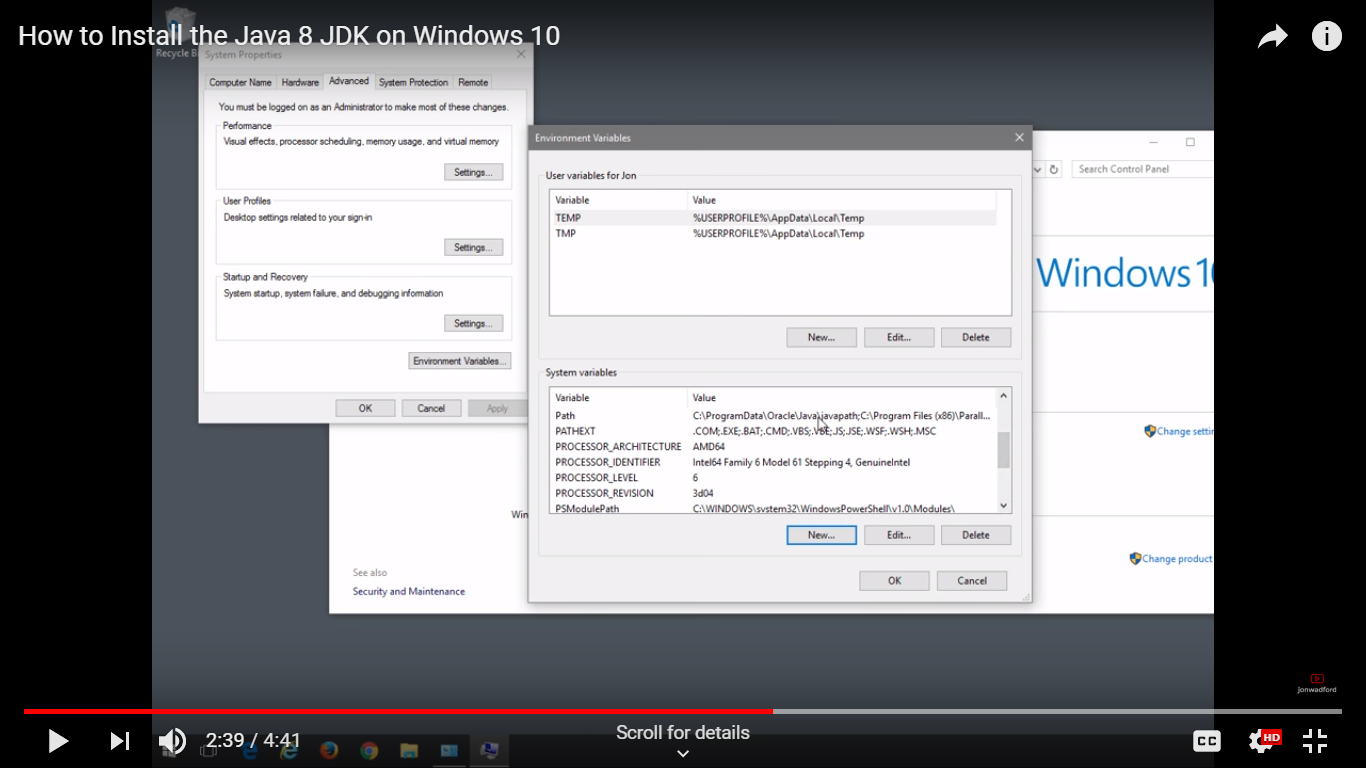 How to Install the Java 8 JDK on Windows 10
Recycle B
System Properties
Computer Name Hardware Advanced System Protection Remote
You must be logged on as an Administrator to make most of these changes.
Performance
Visual effects, processor scheduling, memory usage, and virtual memory
Settings...
User Profiles
Desktop settings related to your sign-in
Settings...
Startup and Recovery
System startup, system failure, and debugging information
Settings...
Environment Variables...
OK Cancel Apply
Environment Variables
User variables for Jon
Variable Value
TEMP %USERPROFILE%\AppData\Local\Temp
TMP %USERPROFILE%\AppData\Local\Temp
New... Edit... Delete
System variables
Variable Value
Path C:\ProgramData\Oracle\Java\javapath;C:\Program Files (x86)\Parall...
PATHEXT .COM;.EXE;.BAT;.CMD;.VBS;.VBE;.JS;.JSE;.WSF;.WSH;.MSC
PROCESSOR_ARCHITECTURE AMD64
PROCESSOR_IDENTIFIER Intel64 Family 6 Model 61 Stepping 4, GenuineIntel
PROCESSOR_LEVEL 6
PROCESSOR_REVISION 3d04
PSModulePath C:\WINDOWS\system32\WindowsPowerShell\v1.0\Modules\
New... Edit... Delete
OK Cancel
Search Control Panel
Windows 10
Change settin
Win
Change product
See also
Security and Maintenance
jonwadford
2:39 / 4:41
Scroll for details
CC
HD